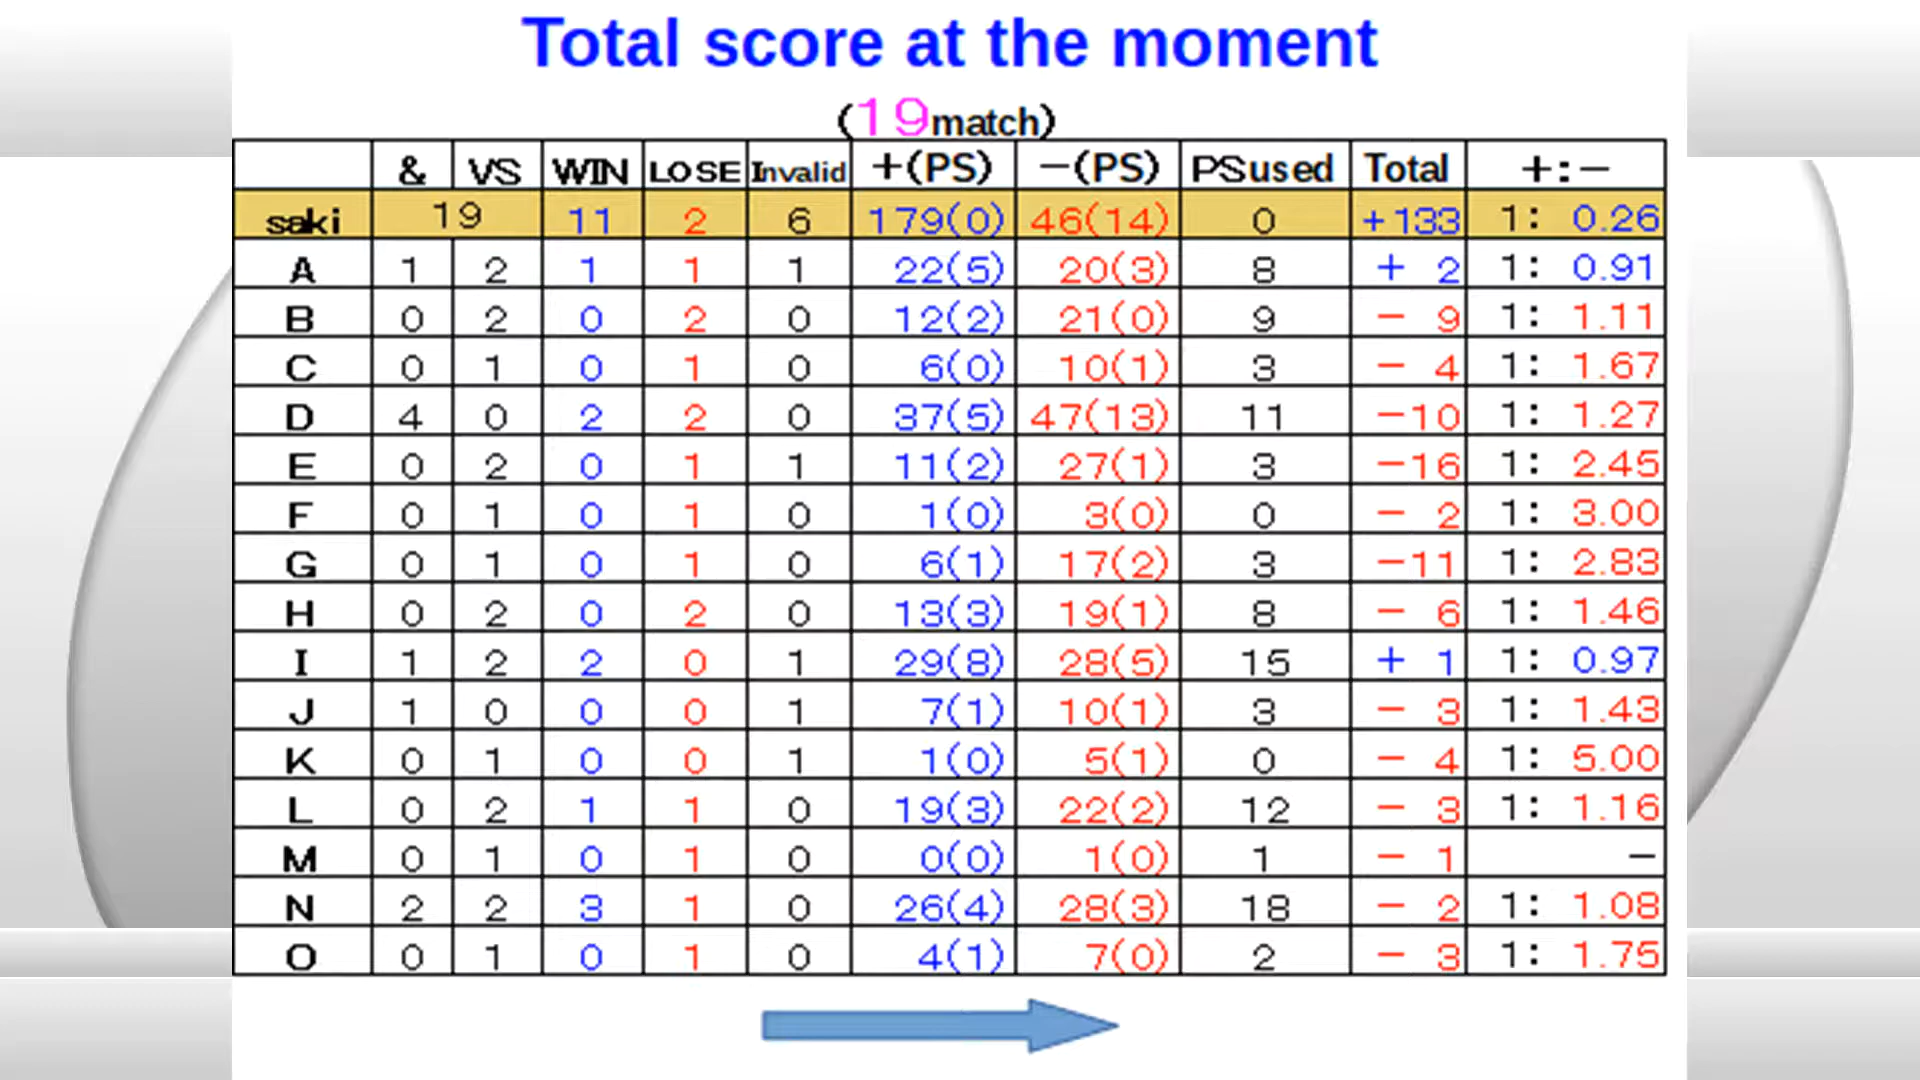 Total score at the moment
(19match)
& VS WIN LOSE Invalid +(PS) −(PS) PSused Total +:−
saki 19 11 2 6 179(0) 46(14) 0 +133 1: 0.26
A 1 2 1 1 1 22(5) 20(3) 8 + 2 1: 0.91
B 0 2 0 2 0 12(2) 21(0) 9 − 9 1: 1.11
C 0 1 0 1 0 6(0) 10(1) 3 − 4 1: 1.67
D 4 0 2 2 0 37(5) 47(13) 11 −10 1: 1.27
E 0 2 0 1 1 11(2) 27(1) 3 −16 1: 2.45
F 0 1 0 1 0 1(0) 3(0) 0 − 2 1: 3.00
G 0 1 0 1 0 6(1) 17(2) 3 −11 1: 2.83
H 0 2 0 2 0 13(3) 19(1) 8 − 6 1: 1.46
I 1 2 2 0 1 29(8) 28(5) 15 + 1 1: 0.97
J 1 0 0 0 1 7(1) 10(1) 3 − 3 1: 1.43
K 0 1 0 0 1 1(0) 5(1) 0 − 4 1: 5.00
L 0 2 1 1 0 19(3) 22(2) 12 − 3 1: 1.16
M 0 1 0 1 0 0(0) 1(0) 1 − 1 −
N 2 2 3 1 0 26(4) 28(3) 18 − 2 1: 1.08
O 0 1 0 1 0 4(1) 7(0) 2 − 3 1: 1.75